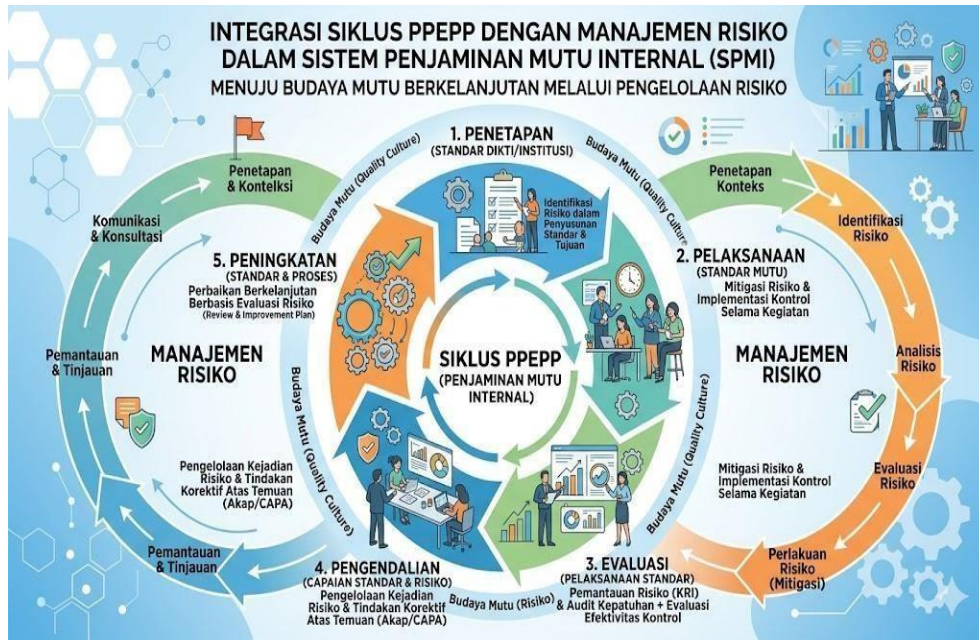 INTEGRASI SIKLUS PPEPP DENGAN MANAJEMEN RISIKO
DALAM SISTEM PENJAMINAN MUTU INTERNAL (SPMI)
MENUJU BUDAYA MUTU BERKELANJUTAN MELALUI PENGELOLAAN RISIKO
1. PENETAPAN
(STANDAR DIKTI/INSTITUSI)
Identifikasi
Risiko dalam
Penyusunan
Standar &
Tujuan
Budaya Mutu (Quality Culture)
Budaya Mutu (Quality Culture
Penetapan
& Kontelksi
Komunikasi
& Konsultasi
Pemantauan
& Tinjauan
Pemantauan
& Tinjauan
5. PENINGKATAN
(STANDAR & PROSES)
Perbaikan Berkelanjutan
Berbasis Evaluasi Risiko
(Review & Improvement Plan)
MANAJEMEN
RISIKO
Pengelolaan Kejadian
Risiko & Tindakan
Korektif Atas Temuan
(Akap/CAPA)
Budaya Mutu (Quality Culture)
SIKLUS PPEPP
(PENJAMINAN MUTU
INTERNAL)
Penetapan
Konteks
Identifikasi
Risiko
2. PELAKSANAAN
(STANDAR MUTU)
Mitigasi Risiko &
Implementasi Kontrol
Selama Kegiatan
MANAJEMEN
RISIKO
Analisis
Risiko
Mitigasi Risiko &
Implementasi Kontrol
Selama Kegiatan
Evaluasi
Risiko
Perlakuan
Risiko
(Mitigasi)
Budaya Mutu (Quality Culture)
4. PENGENDALIAN
(CAPAIAN STANDAR & RISIKO)
Pengelolaan Kejadian
Risiko & Tindakan Korektif
Atas Temuan (Akap/CAPA)
Budaya Mutu (Risiko)
3. EVALUASI
(PELAKSANAAN STANDAR)
Pemantauan Risiko (KRI)
& Audit Kepatuhan + Evaluasi
Efektivitas Kontrol